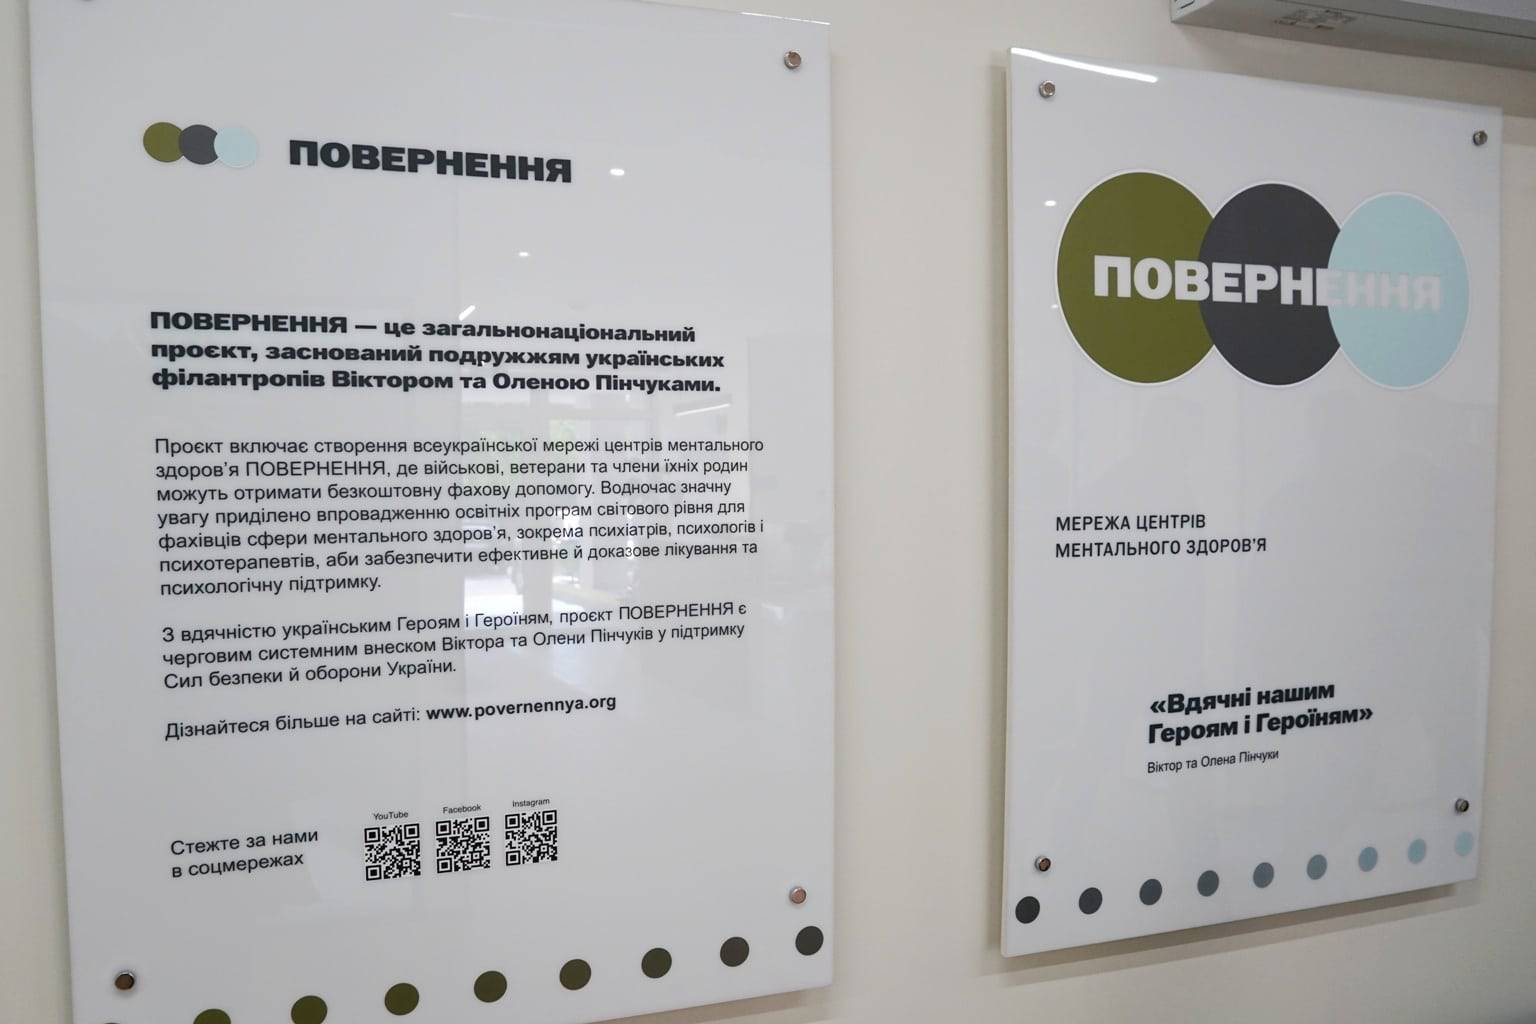 ПОВЕРНЕННЯ
ПОВЕРНЕННЯ — це загальнонаціональний
проєкт, заснований подружжям українських
філантропів Віктором та Оленою Пінчуками.
Проєкт включає створення всеукраїнської мережі центрів ментального
здоров’я ПОВЕРНЕННЯ, де військові, ветерани та члени їхніх родин
можуть отримати безкоштовну фахову допомогу. Водночас значну
увагу приділено впровадженню освітніх програм світового рівня для
фахівців сфери ментального здоров’я, зокрема психіатрів, психологів і
психотерапевтів, аби забезпечити ефективне й доказове лікування та
психологічну підтримку.
З вдячністю українським Героям і Героїням, проєкт ПОВЕРНЕННЯ є
черговим системним внеском Віктора та Олени Пінчуків у підтримку
Сил безпеки й оборони України.
Дізнайтеся більше на сайті: www.povernennya.org
Стежте за нами
в соцмережах
YouTube
Facebook
Instagram
ПОВЕРНЕННЯ
МЕРЕЖА ЦЕНТРІВ
МЕНТАЛЬНОГО ЗДОРОВ’Я
«Вдячні нашим
Героям і Героїням»
Віктор та Олена Пінчуки